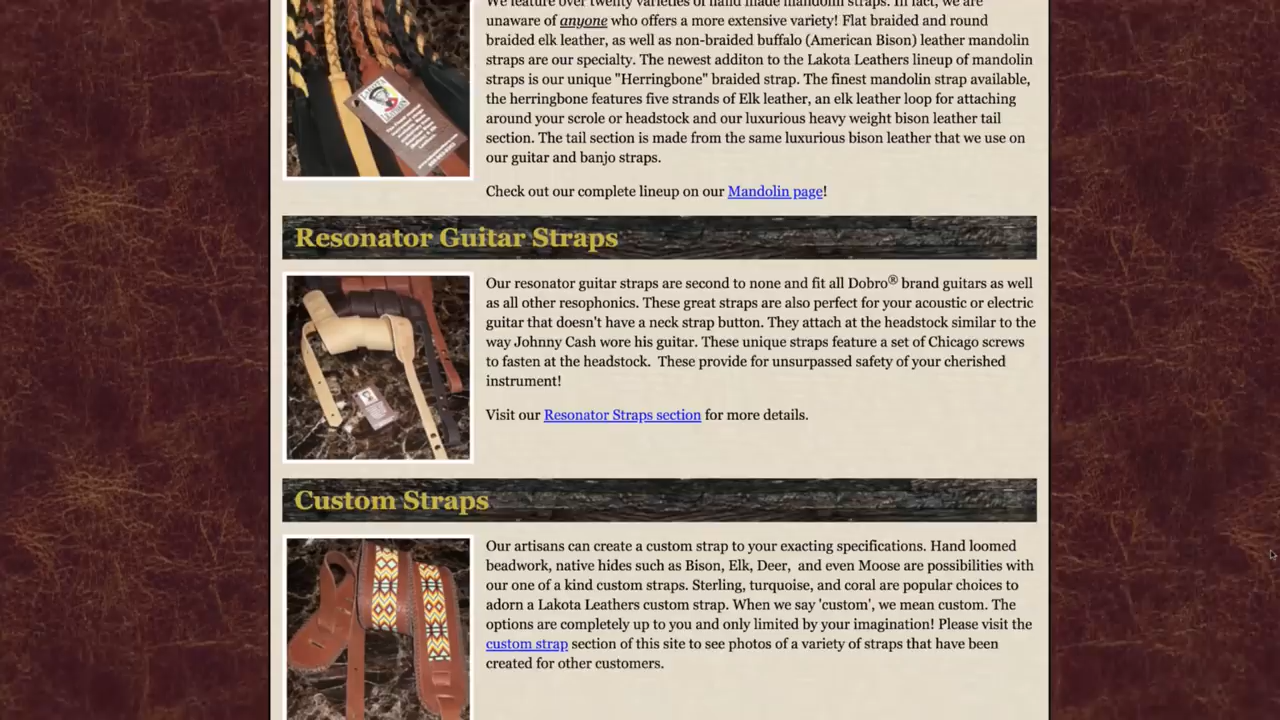 We feature over twenty varieties of hand made mandolin straps. In fact, we are
unaware of anyone who offers a more extensive variety! Flat braided and round
braided elk leather, as well as non-braided buffalo (American Bison) leather mandolin
straps are our specialty. The newest additon to the Lakota Leathers lineup of mandolin
straps is our unique "Herringbone" braided strap. The finest mandolin strap available,
the herringbone features five strands of Elk leather, an elk leather loop for attaching
around your scrole or headstock and our luxurious heavy weight bison leather tail
section. The tail section is made from the same luxurious bison leather that we use on
our guitar and banjo straps.
Check out our complete lineup on our Mandolin page!
Resonator Guitar Straps
Our resonator guitar straps are second to none and fit all Dobro® brand guitars as well
as all other resophonics. These great straps are also perfect for your acoustic or electric
guitar that doesn't have a neck strap button. They attach at the headstock similar to the
way Johnny Cash wore his guitar. These unique straps feature a set of Chicago screws
to fasten at the headstock.  These provide for unsurpassed safety of your cherished
instrument!
Visit our Resonator Straps section for more details.
Custom Straps
Our artisans can create a custom strap to your exacting specifications. Hand loomed
beadwork, native hides such as Bison, Elk, Deer,  and even Moose are possibilities with
our one of a kind custom straps. Sterling, turquoise, and coral are popular choices to
adorn a Lakota Leathers custom strap. When we say 'custom', we mean custom. The
options are completely up to you and only limited by your imagination! Please visit the
custom strap section of this site to see photos of a variety of straps that have been
created for other customers.